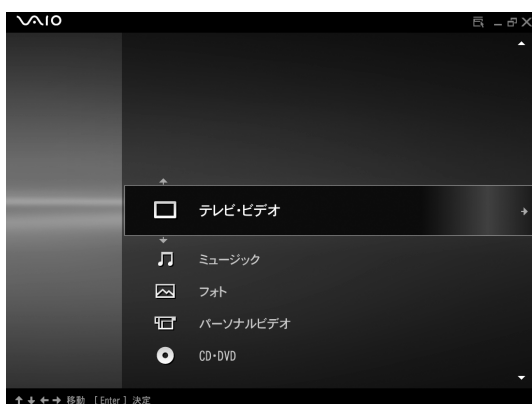 VAIO
テレビ・ビデオ
ミュージック
フォト
パーソナルビデオ
CD・DVD
↑ ↓ ← → 移動 [Enter] 決定